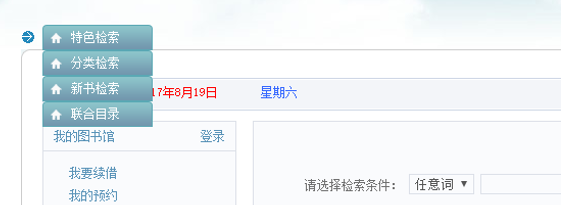 特色检索
分类检索
新书检索
17年8月19日 星期六
联合目录
我的图书馆 登录
我要续借
请选择检索条件： 任意词
我的预约